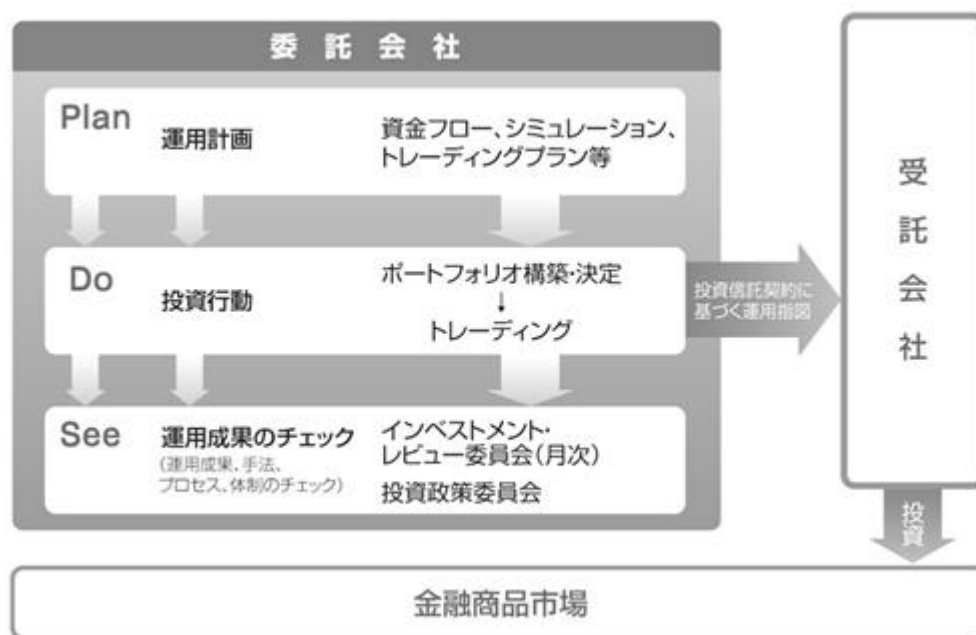 委託会社
Plan
運用計画
資金フロー、シミュレーション、
トレーディングプラン等
Do
投資行動
ポートフォリオ構築・決定
↓
トレーディング
See
運用成果のチェック
(運用成果、手法、
プロセス、体制のチェック)
インベストメント・
レビュー委員会(月次)
投資政策委員会
投資信託契約に
基づく運用指図
受託会社
投資
金融商品市場